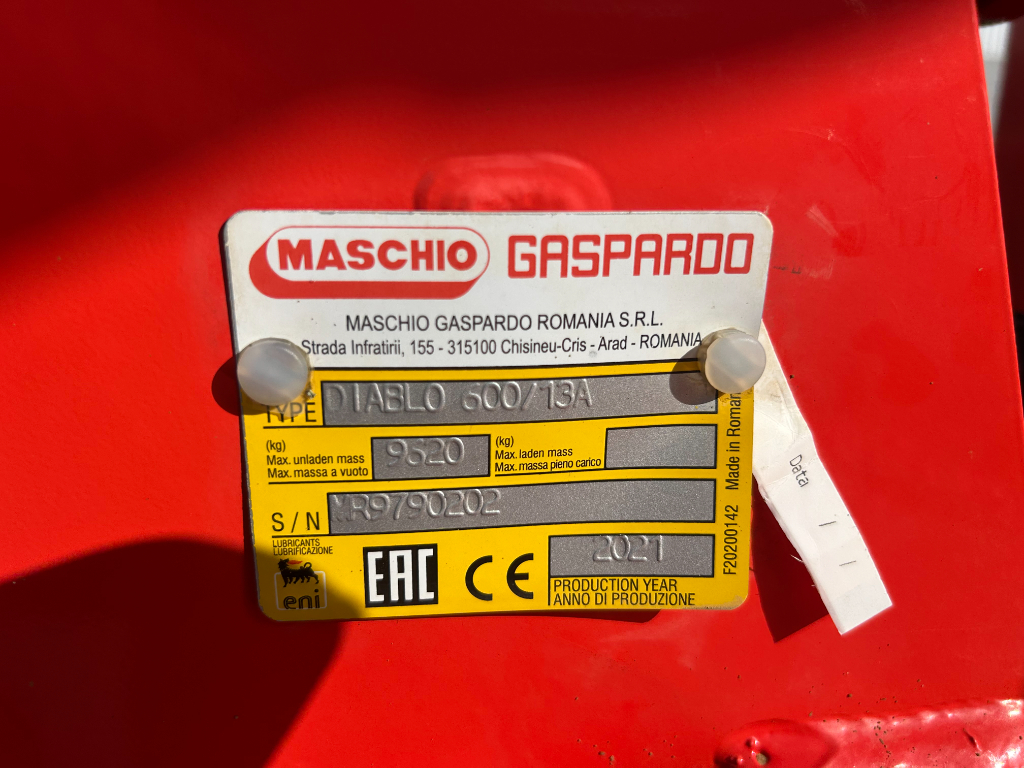 MASCHIO GASPARDO
MASCHIO GASPARDO ROMANIA S.R.L.
Strada Infratirii, 155 - 315100 Chisineu-Cris - Arad - ROMANIA
TYPE DIABLO 600/13A
(kg)
Max. unladen mass
Max. massa a vuoto
9620
(kg)
Max. laden mass
Max. massa pieno carico
S/N MR9790202
LUBRICANTS
LUBRIFICAZIONE
eni
EAC
CE
2021
PRODUCTION YEAR
ANNO DI PRODUZIONE
F20200142 Made in Roman
Data / /